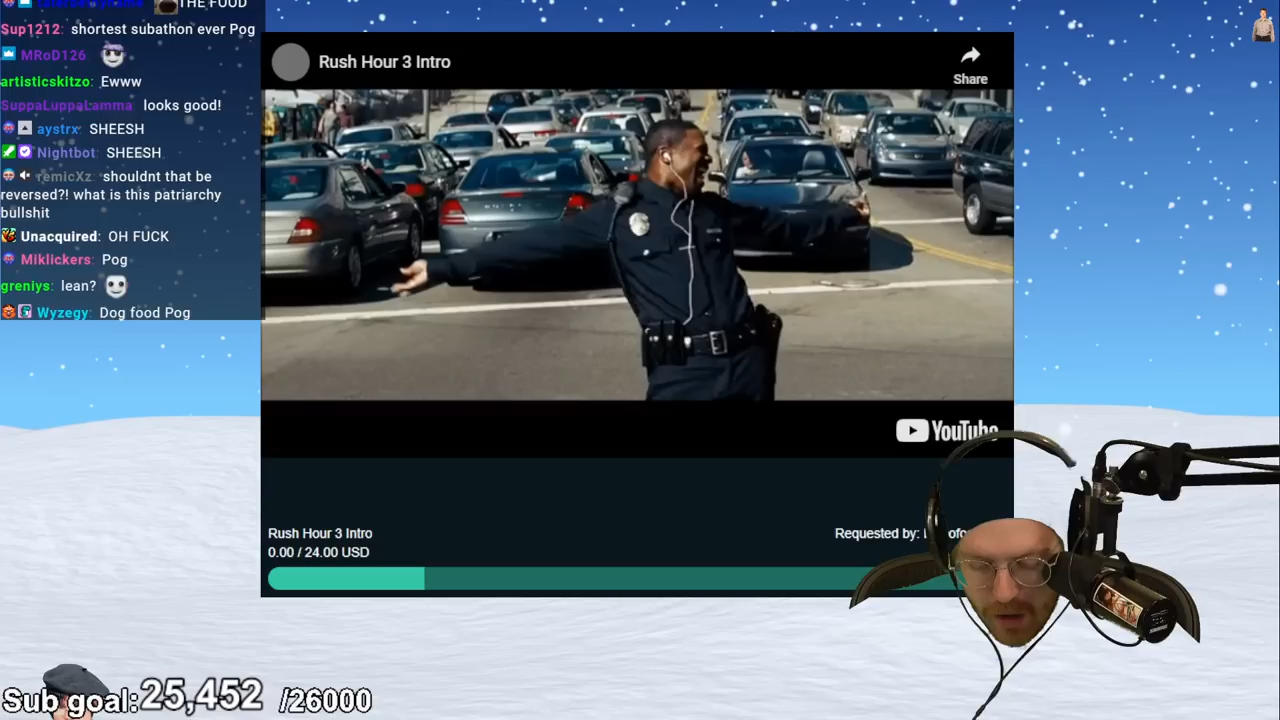 THE FOOD
Sup1212: shortest subathon ever Pog
MRoD126
artisticskitzo: Ewww
SuppaLuppaLamma looks good!
aystrx: SHEESH
Nightbot: SHEESH
remicXz: shouldnt that be
reversed?! what is this patriarchy
bullshit
Unacquired: OH FUCK
Miklickers: Pog
greniys: lean?
Wyzegy: Dog food Pog
Rush Hour 3 Intro
Share
YouTube
Rush Hour 3 Intro
Requested by:
0.00 / 24.00 USD
Sub goal: 25,452 /26000